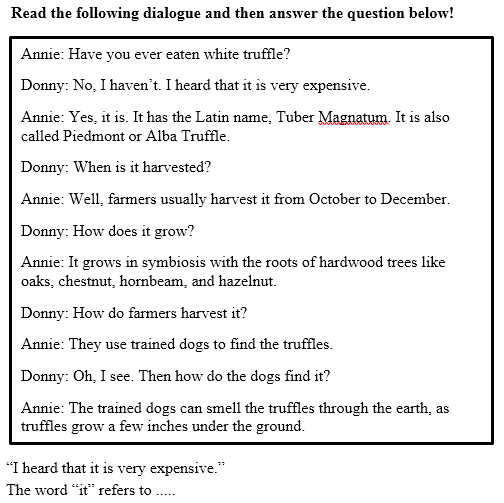 Read the following dialogue and then answer the question below!
Annie: Have you ever eaten white truffle?
Donny: No, I haven’t. I heard that it is very expensive.
Annie: Yes, it is. It has the Latin name, Tuber Magnatum. It is also
called Piedmont or Alba Truffle.
Donny: When is it harvested?
Annie: Well, farmers usually harvest it from October to December.
Donny: How does it grow?
Annie: It grows in symbiosis with the roots of hardwood trees like
oaks, chestnut, hornbeam, and hazelnut.
Donny: How do farmers harvest it?
Annie: They use trained dogs to find the truffles.
Donny: Oh, I see. Then how do the dogs find it?
Annie: The trained dogs can smell the truffles through the earth, as
truffles grow a few inches under the ground.
“I heard that it is very expensive.”
The word “it” refers to .....